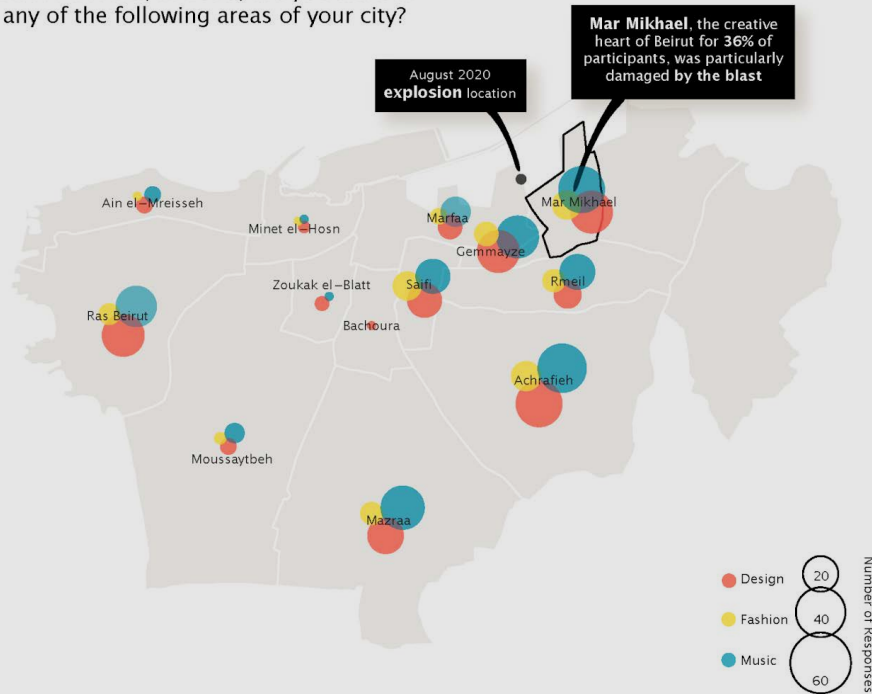 any of the following areas of your city?
Mar Mikhael, the creative
heart of Beirut for 36% of
participants, was particularly
damaged by the blast
August 2020
explosion location
Ain el-Mreisseh
Minet el-Hosn
Marfaa
Mar Mikhael
Gemmayze
Zoukak el-Blatt
Saifi
Rmeil
Ras Beirut
Bachoura
Achrafieh
Moussaytbeh
Mazraa
Design
Fashion
Music
20
40
60
Number of Responses